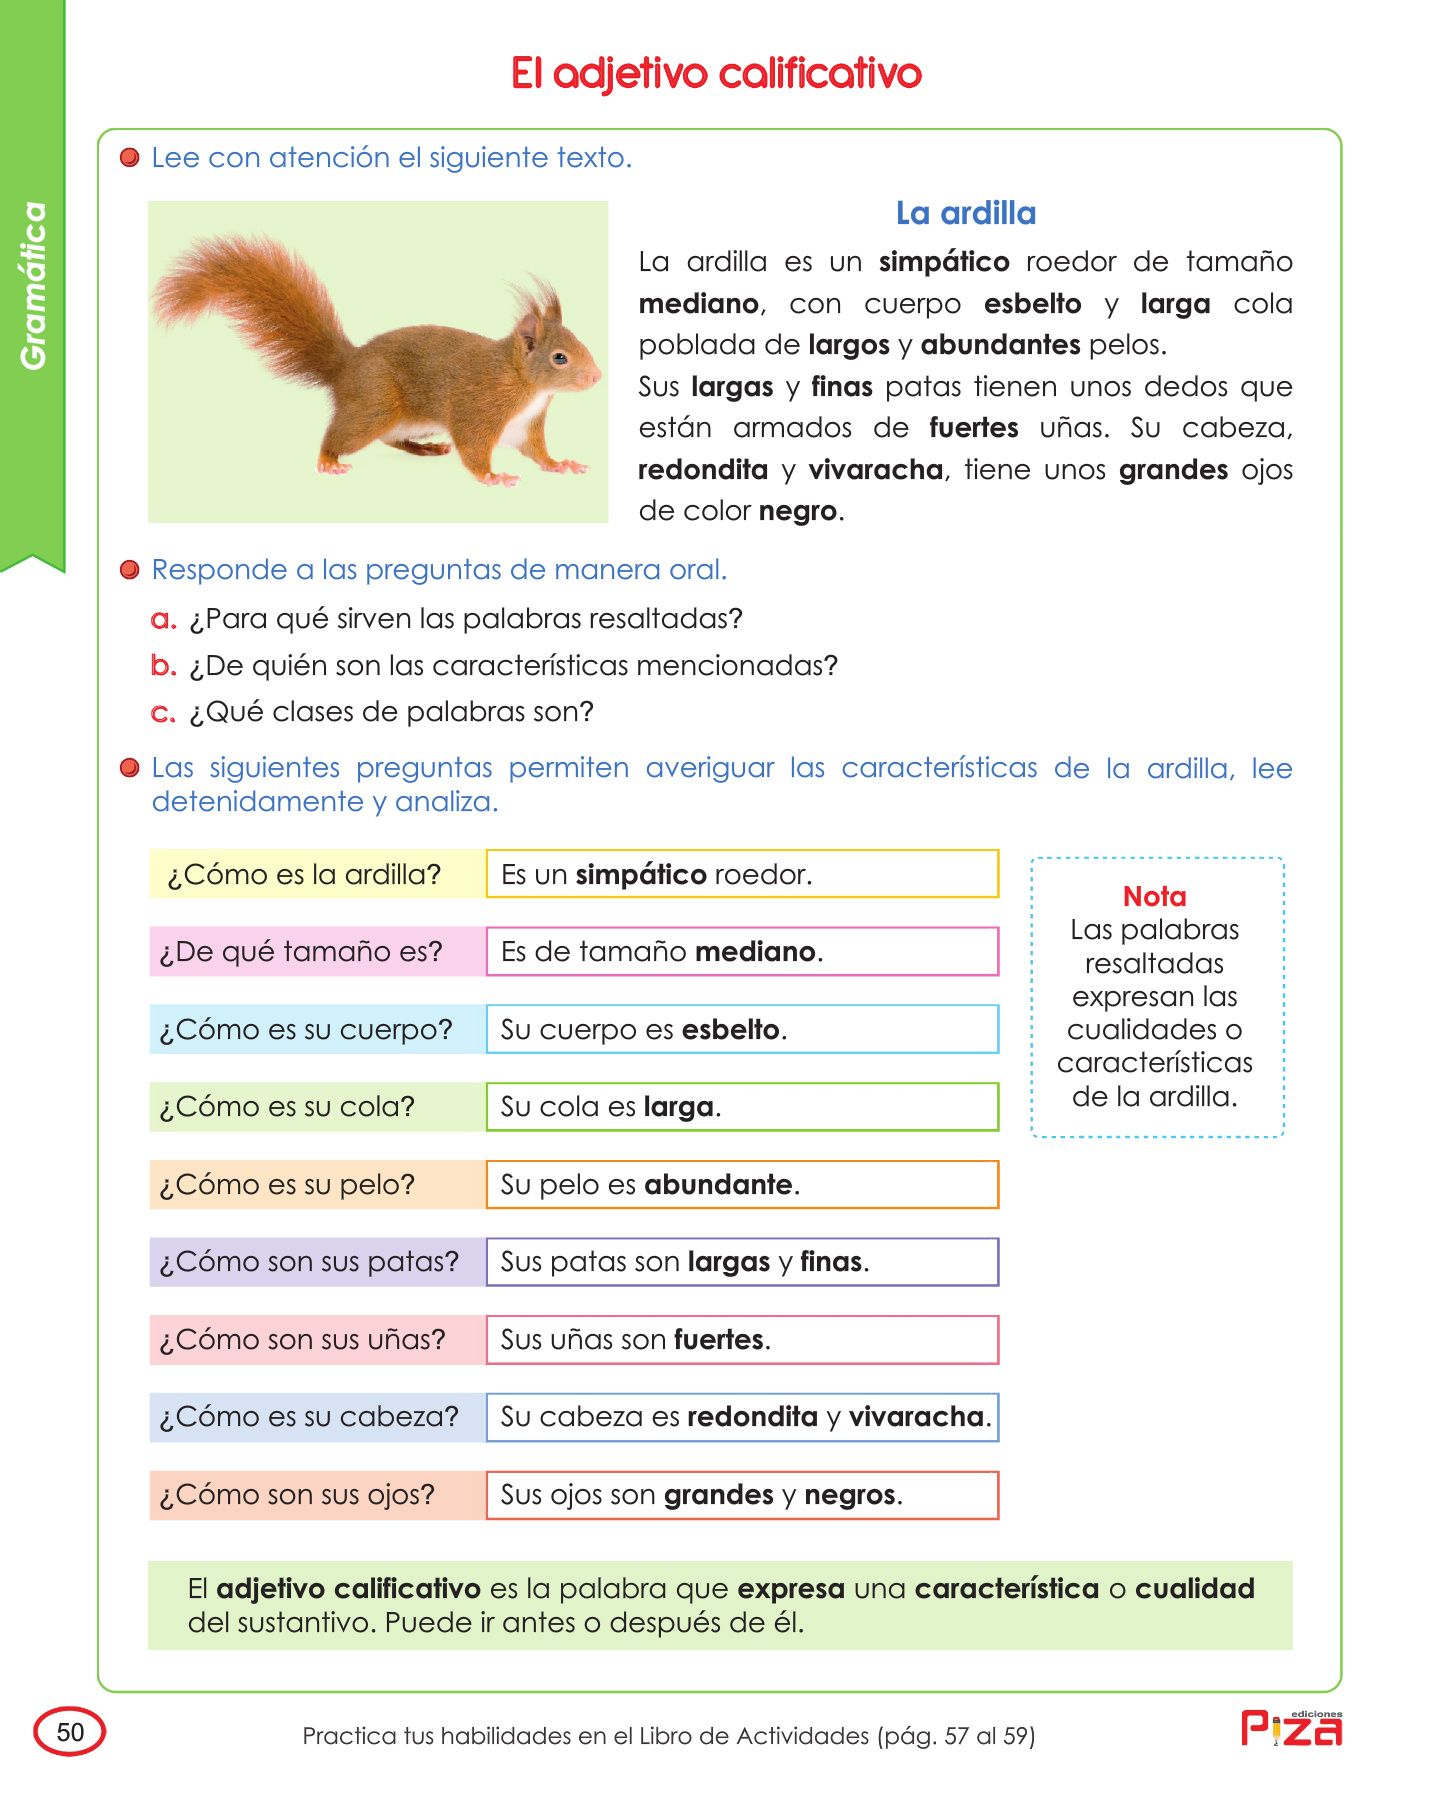 El adjetivo calificativo
Gramática
Lee con atención el siguiente texto.
La ardilla
La ardilla es un simpático roedor de tamaño
mediano, con cuerpo esbelto y larga cola
poblada de largos y abundantes pelos.
Sus largas y finas patas tienen unos dedos que
están armados de fuertes uñas. Su cabeza,
redondita y vivaracha, tiene unos grandes ojos
de color negro.
Responde a las preguntas de manera oral.
a. ¿Para qué sirven las palabras resaltadas?
b. ¿De quién son las características mencionadas?
c. ¿Qué clases de palabras son?
Las siguientes preguntas permiten averiguar las características de la ardilla, lee
detenidamente y analiza.
¿Cómo es la ardilla? Es un simpático roedor.
¿De qué tamaño es? Es de tamaño mediano.
¿Cómo es su cuerpo? Su cuerpo es esbelto.
¿Cómo es su cola? Su cola es larga.
¿Cómo es su pelo? Su pelo es abundante.
¿Cómo son sus patas? Sus patas son largas y finas.
¿Cómo son sus uñas? Sus uñas son fuertes.
¿Cómo es su cabeza? Su cabeza es redondita y vivaracha.
¿Cómo son sus ojos? Sus ojos son grandes y negros.
Nota
Las palabras
resaltadas
expresan las
cualidades o
características
de la ardilla.
El adjetivo calificativo es la palabra que expresa una característica o cualidad
del sustantivo. Puede ir antes o después de él.
50
Practica tus habilidades en el Libro de Actividades (pág. 57 al 59)
ediciones
Piza